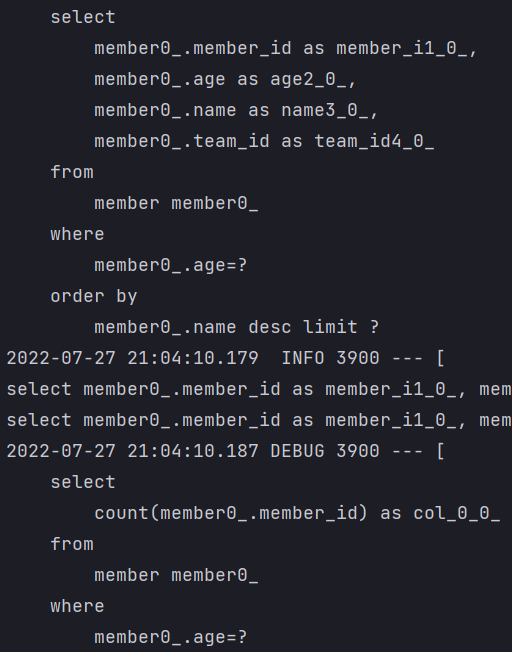 select
member0_.member_id as member_i1_0_,
member0_.age as age2_0_,
member0_.name as name3_0_,
member0_.team_id as team_id4_0_
from
member member0_
where
member0_.age=?
order by
member0_.name desc limit ?
2022-07-27 21:04:10.179  INFO 3900 --- [
select member0_.member_id as member_i1_0_, mem
select member0_.member_id as member_i1_0_, mem
2022-07-27 21:04:10.187 DEBUG 3900 --- [
select
count(member0_.member_id) as col_0_0_
from
member member0_
where
member0_.age=?